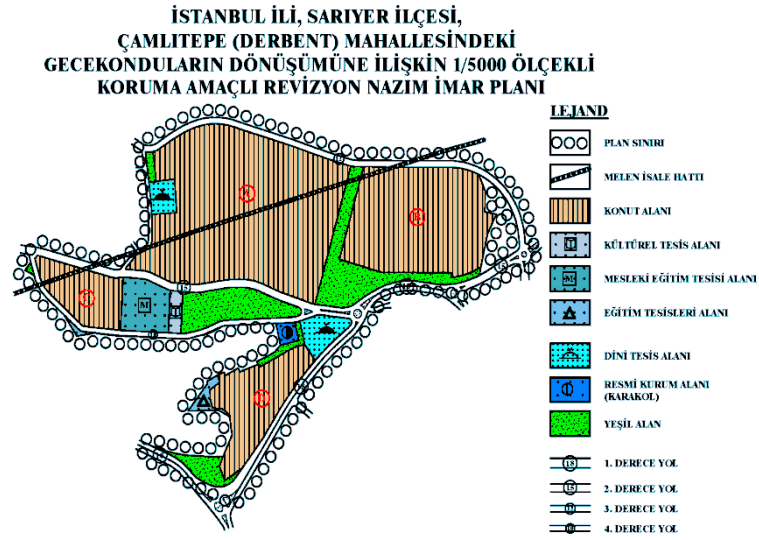 İSTANBUL İLİ, SARIYER İLÇESİ,
ÇAMLITEPE (DERBENT) MAHALLESİNDEKİ
GECEKONDULARIN DÖNÜŞÜMÜNE İLİŞKİN 1/5000 ÖLÇEKLİ
KORUMA AMAÇLI REVİZYON NAZIM İMAR PLANI
LEJAND
PLAN SINIRI
MELEN İSALE HATTI
KONUT ALANI
KÜLTÜREL TESİS ALANI
MESLEKİ EĞİTİM TESİSİ ALANI
EĞİTİM TESİSLERİ ALANI
DİNİ TESİS ALANI
RESMİ KURUM ALANI
(KARAKOL)
YEŞİL ALAN
18 1. DERECE YOL
15 2. DERECE YOL
3. DERECE YOL
4. DERECE YOL
M
T